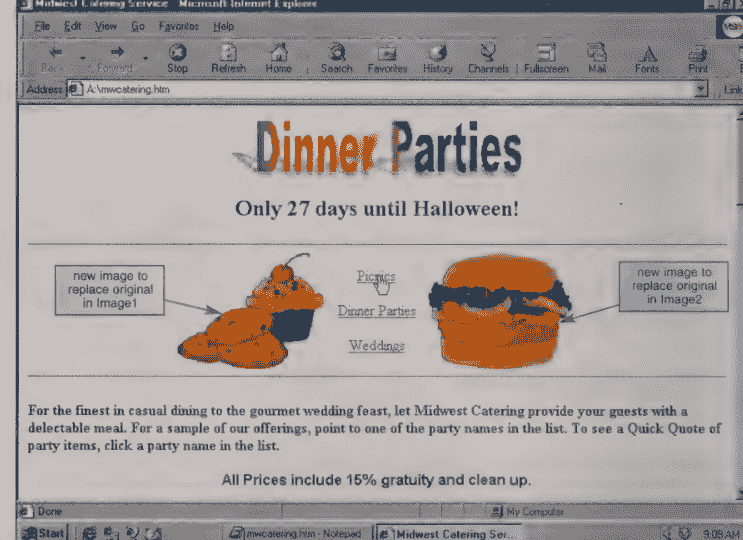 Midwest Catering Service - Microsoft Internet Explorer
File Edit View Go Favorites Help
Back Forward Stop Refresh Home Search Favorites History Channels Fullscreen Mail Fonts Print
Address A:\mwcatering.htm Link
Dinner Parties
Only 27 days until Halloween!
new image to
replace original
in Image1
Picnics
Dinner Parties
Weddings
new image to
replace original
in Image2
For the finest in casual dining to the gourmet wedding feast, let Midwest Catering provide your guests with a
delectable meal. For a sample of our offerings, point to one of the party names in the list. To see a Quick Quote of
party items, click a party name in the list.
All Prices include 15% gratuity and clean up.
Done My Computer
Start mwcatering.htm - Notepad Midwest Catering Ser... 9:09 AM